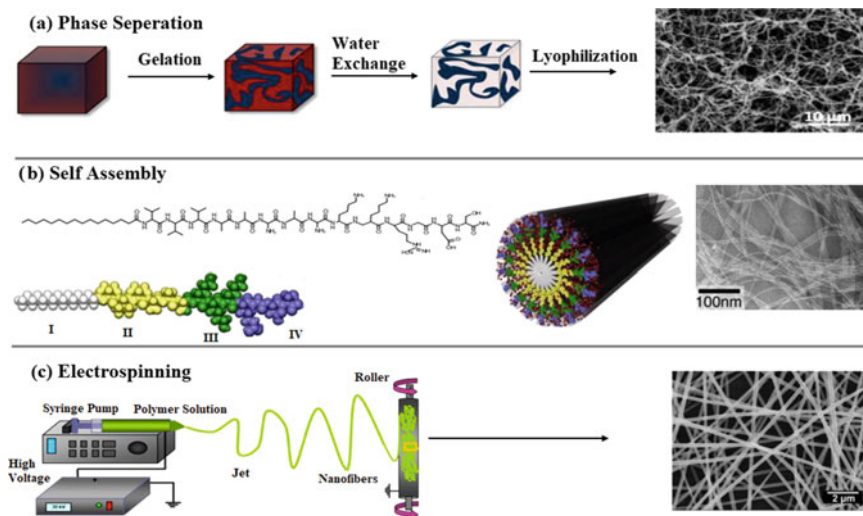 (a) Phase Seperation
Gelation
Water
Exchange
Lyophilization
10 µm
(b) Self Assembly
I
II
III
IV
100nm
(c) Electrospinning
Roller
Syringe Pump
Polymer Solution
High
Voltage
Jet
Nanofibers
2 µm